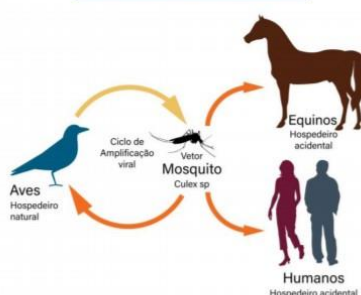 Equinos
Hospedeiro
acidental
Ciclo de
Amplificação
viral
Vetor
Mosquito
Culex sp
Aves
Hospedeiro
natural
Humanos
Hospedeiro acidental